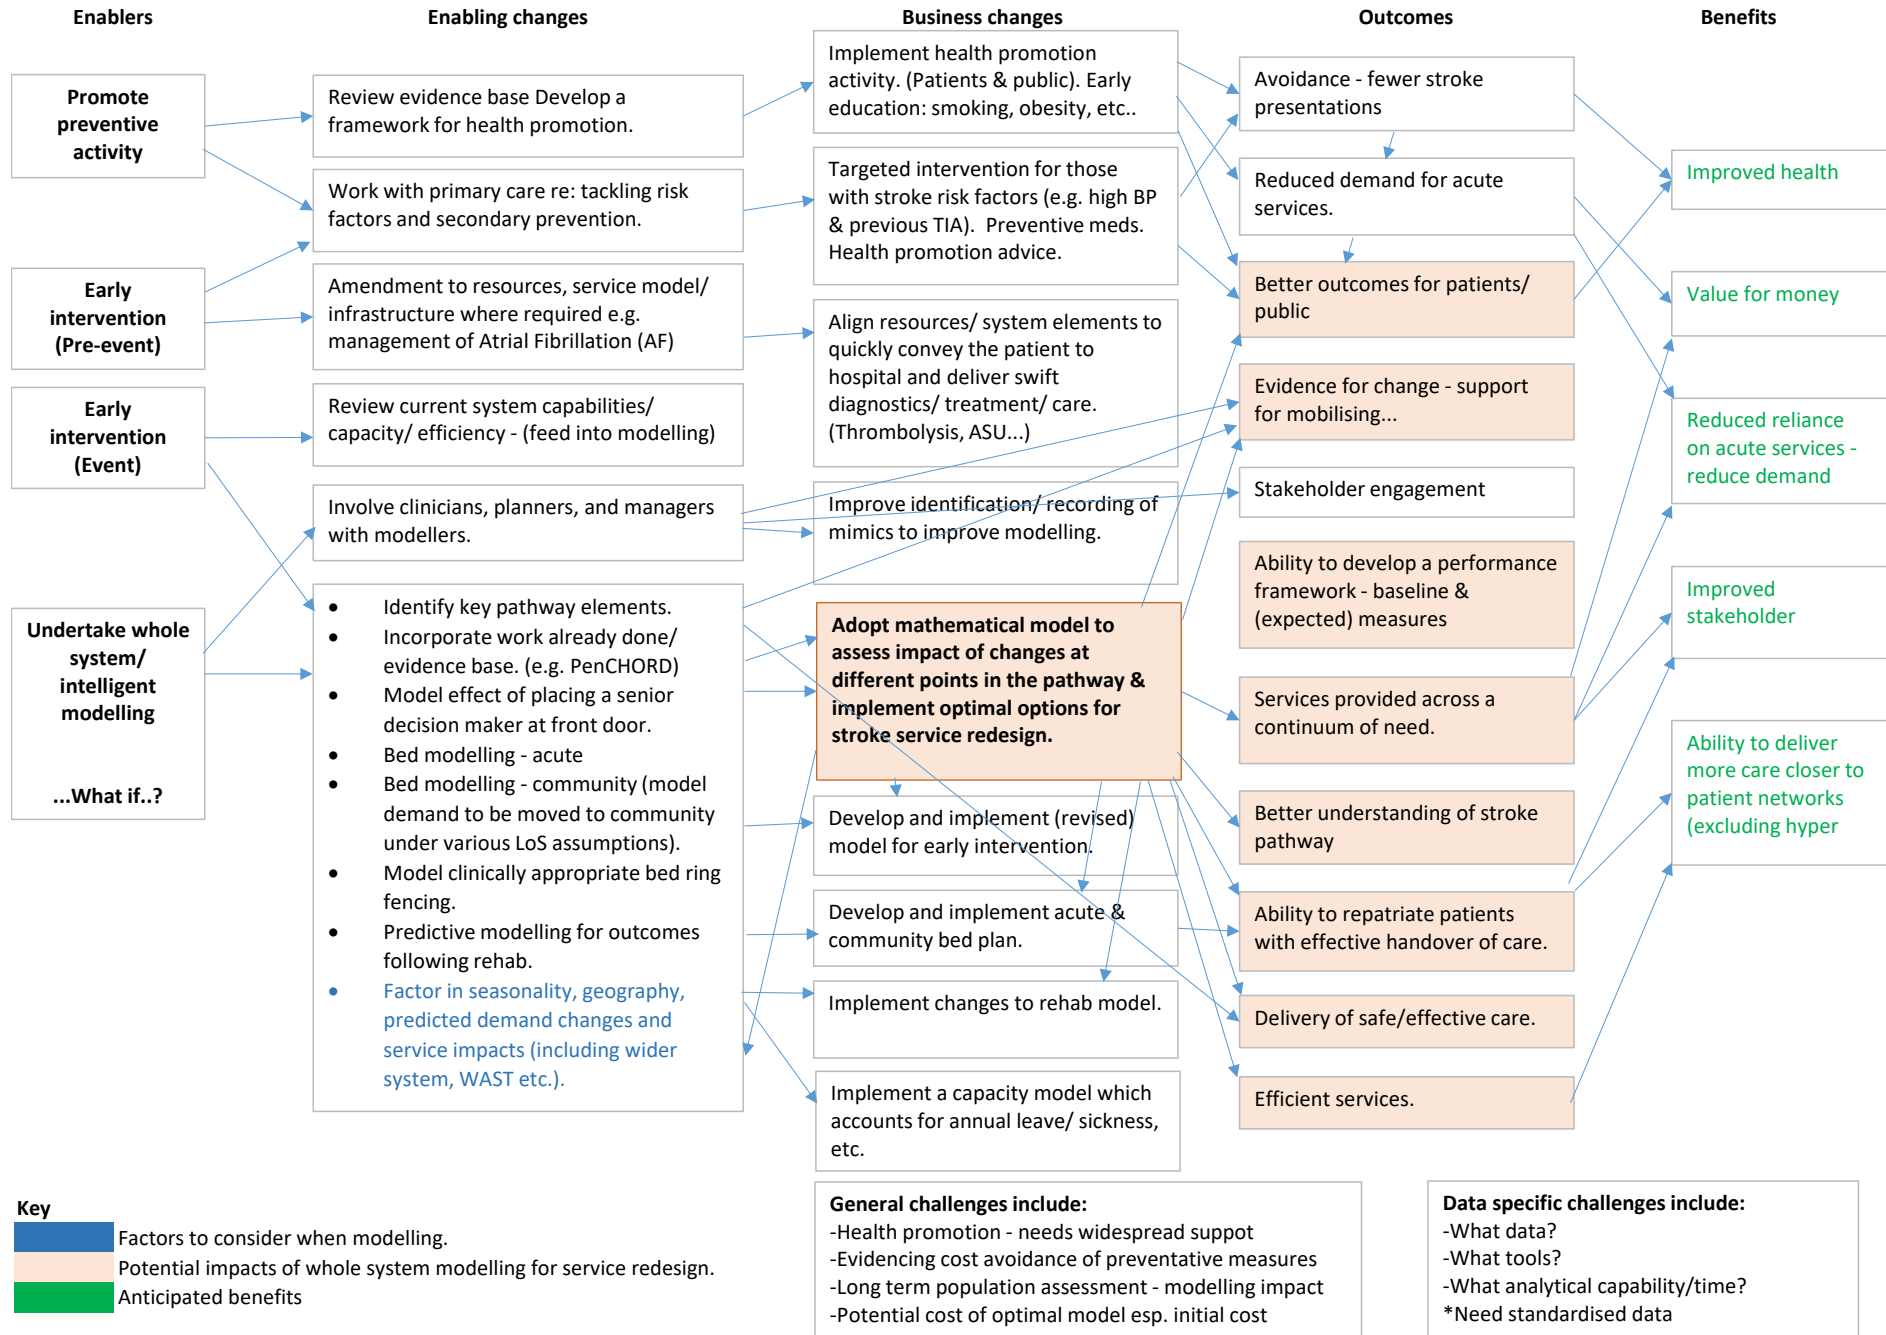 Enablers
Enabling changes
Business changes
Outcomes
Benefits
Promote
preventive
activity
Early
intervention
(Pre-event)
Early
intervention
(Event)
Undertake whole
system/
intelligent
modelling
...What if..?
Review evidence base Develop a
framework for health promotion.
Work with primary care re: tackling risk
factors and secondary prevention.
Amendment to resources, service model/
infrastructure where required e.g.
management of Atrial Fibrillation (AF)
Review current system capabilities/
capacity/ efficiency - (feed into modelling)
Involve clinicians, planners, and managers
with modellers.
• Identify key pathway elements.
• Incorporate work already done/
evidence base. (e.g. PenCHORD)
• Model effect of placing a senior
decision maker at front door.
• Bed modelling - acute
• Bed modelling - community (model
demand to be moved to community
under various LoS assumptions).
• Model clinically appropriate bed ring
fencing.
• Predictive modelling for outcomes
following rehab.
• Factor in seasonality, geography,
predicted demand changes and
service impacts (including wider
system, WAST etc.).
Implement health promotion
activity. (Patients & public). Early
education: smoking, obesity, etc..
Targeted intervention for those
with stroke risk factors (e.g. high BP
& previous TIA). Preventive meds.
Health promotion advice.
Align resources/ system elements to
quickly convey the patient to
hospital and deliver swift
diagnostics/ treatment/ care.
(Thrombolysis, ASU...)
Improve identification/ recording of
mimics to improve modelling.
Adopt mathematical model to
assess impact of changes at
different points in the pathway &
implement optimal options for
stroke service redesign.
Develop and implement (revised)
model for early intervention.
Develop and implement acute &
community bed plan.
Implement changes to rehab model.
Implement a capacity model which
accounts for annual leave/ sickness,
etc.
Avoidance - fewer stroke
presentations
Reduced demand for acute
services.
Better outcomes for patients/
public
Evidence for change - support
for mobilising...
Stakeholder engagement
Ability to develop a performance
framework - baseline &
(expected) measures
Services provided across a
continuum of need.
Better understanding of stroke
pathway
Ability to repatriate patients
with effective handover of care.
Delivery of safe/effective care.
Efficient services.
Improved health
Value for money
Reduced reliance
on acute services -
reduce demand
Improved
stakeholder
Ability to deliver
more care closer to
patient networks
(excluding hyper
Key
Factors to consider when modelling.
Potential impacts of whole system modelling for service redesign.
Anticipated benefits
General challenges include:
-Health promotion - needs widespread suppot
-Evidencing cost avoidance of preventative measures
-Long term population assessment - modelling impact
-Potential cost of optimal model esp. initial cost
Data specific challenges include:
-What data?
-What tools?
-What analytical capability/time?
*Need standardised data